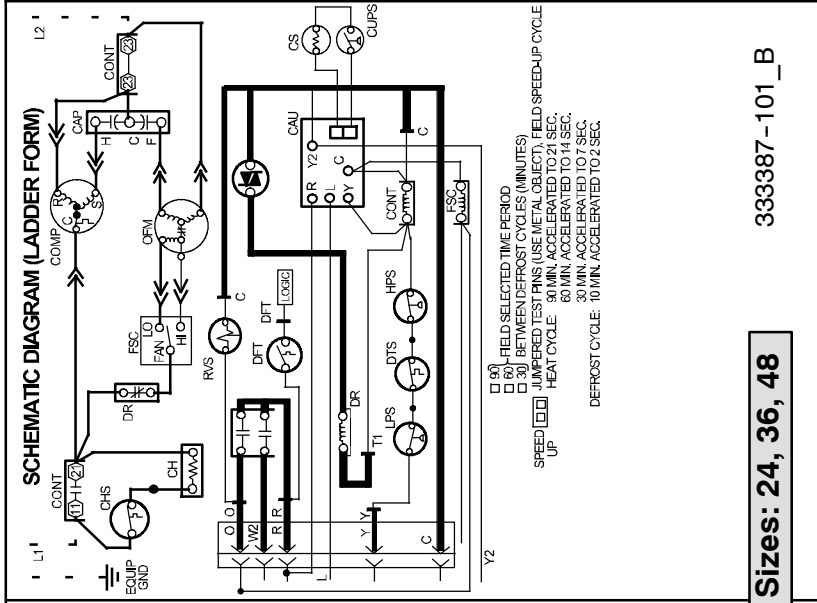 SCHEMATIC DIAGRAM (LADDER FORM)
L1
L2
CONT
11
21
CHS
CH
EQUIP
GND
DR
FSC
LO
FAN
HI
COMP
R
C
S
OFM
CAP
H
C
F
CONT
23
23
O
O
W2
R
R
L
Y
Y
C
Y2
RVS
C
DFT
DFT
LOGIC
DR
T1
LPS
DTS
HPS
CONT
C
FSC
CAU
R
Y2
L
Y
C
CS
CUPS
□ 90
□ 60 FIELD SELECTED TIME PERIOD
□ 30 BETWEEN DEFROST CYCLES (MINUTES)
SPEED UP JUMPERED TEST PINS (USE METAL OBJECT), FIELD SPEED-UP CYCLE
HEAT CYCLE: 90 MIN. ACCELERATED TO 21 SEC.
60 MIN. ACCELERATED TO 14 SEC.
30 MIN. ACCELERATED TO 7 SEC.
DEFROST CYCLE: 10 MIN. ACCELERATED TO 2 SEC.
Sizes: 24, 36, 48
333387-101_B